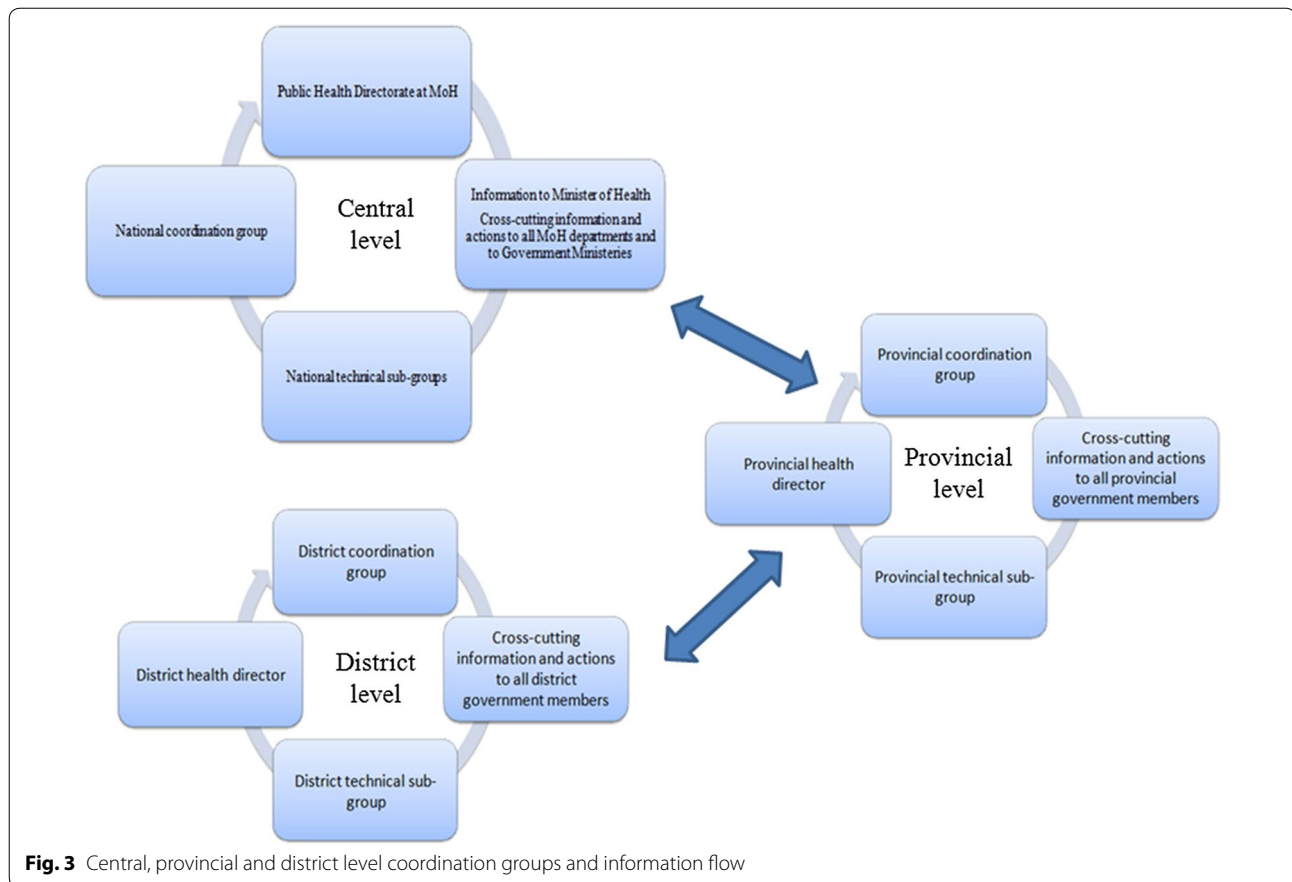 Public Health Directorate at MoH
National coordination group
Central
level
Information to Minister of Health
Cross-cutting information and
actions to all MoH departments and
to Government Ministeries
National technical sub-groups
Provincial coordination
group
Provincial health
director
Provincial
level
Cross-cutting
information and actions
to all provincial
government members
Provincial technical sub-
group
District coordination
group
District health director
District
level
Cross-cutting
information and actions
to all district
government members
District technical sub-
group
Fig. 3 Central, provincial and district level coordination groups and information flow